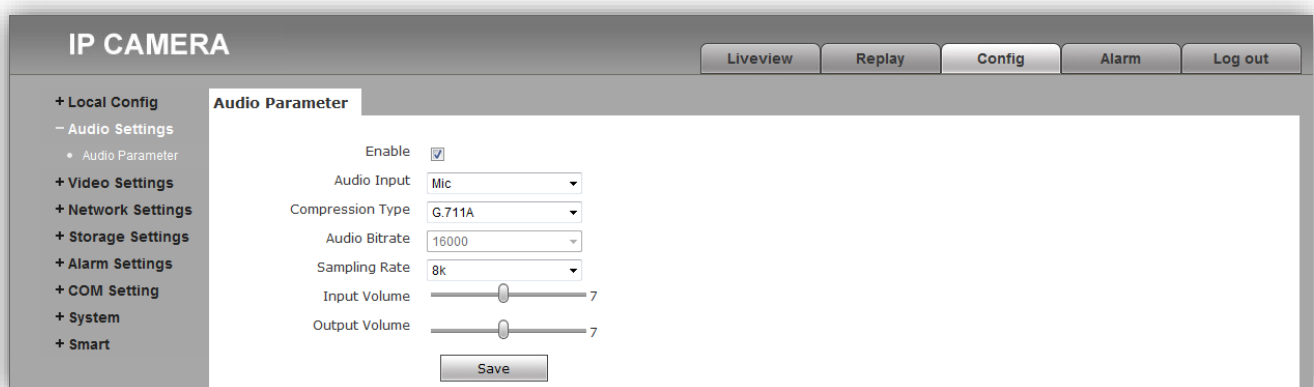 IP CAMERA
Liveview Replay Config Alarm Log out
+ Local Config
− Audio Settings
• Audio Parameter
+ Video Settings
+ Network Settings
+ Storage Settings
+ Alarm Settings
+ COM Setting
+ System
+ Smart
Audio Parameter
Enable
Audio Input Mic
Compression Type G.711A
Audio Bitrate 16000
Sampling Rate 8k
Input Volume 7
Output Volume 7
Save